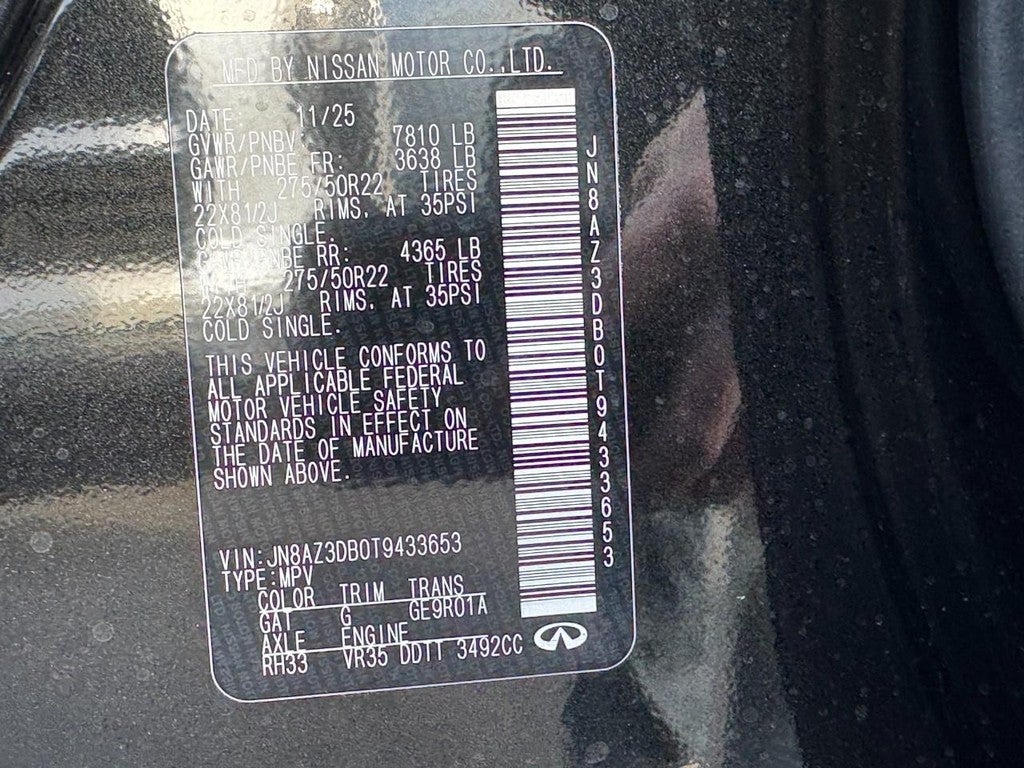 MFD BY NISSAN MOTOR CO.,LTD.
DATE: 11/25
GVWR/PNBV 7810 LB
GAWR/PNBE FR: 3638 LB
WITH 275/50R22 TIRES
22X81/2J RIMS. AT 35PSI
COLD SINGLE.
GAWR/PNBE RR: 4365 LB
WITH 275/50R22 TIRES
22X81/2J RIMS. AT 35PSI
COLD SINGLE.
THIS VEHICLE CONFORMS TO
ALL APPLICABLE FEDERAL
MOTOR VEHICLE SAFETY
STANDARDS IN EFFECT ON
THE DATE OF MANUFACTURE
SHOWN ABOVE.
VIN:JN8AZ3DB0T9433653
TYPE:MPV
COLOR TRIM TRANS
GAT G GE9R01A
AXLE ENGINE
RH33 VR35 DDTT 3492CC
JN8AZ3DB0T9433653